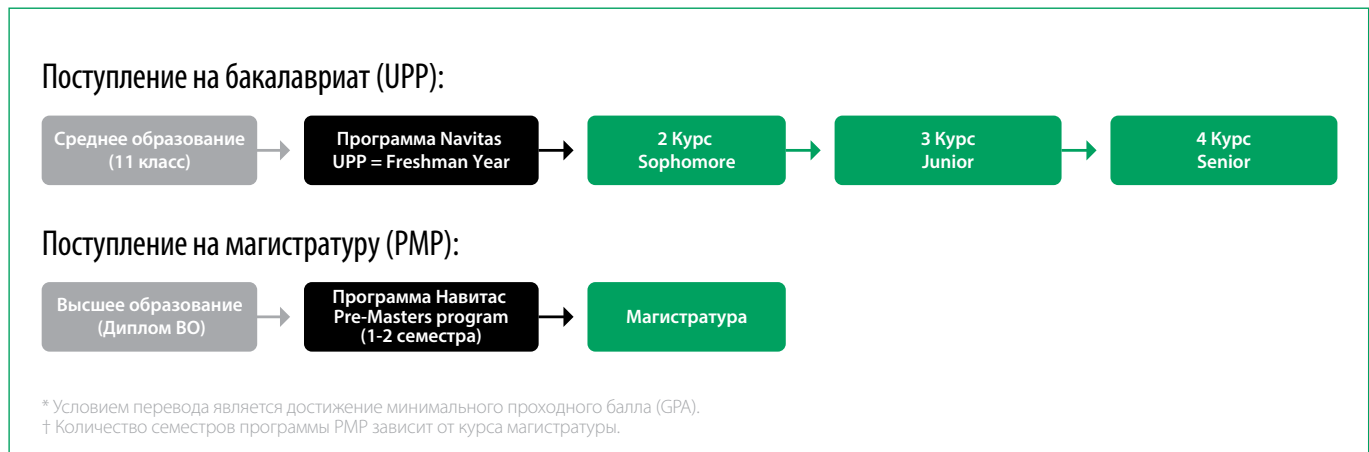 Поступление на бакалавриат (UPP):
Среднее образование
(11 класс)
Программа Navitas
UPP = Freshman Year
2 Курс
Sophomore
3 Курс
Junior
4 Курс
Senior
Поступление на магистратуру (PMP):
Высшее образование
(Диплом ВО)
Программа Навитас
Pre-Masters program
(1-2 семестра)
Магистратура
* Условием перевода является достижение минимального проходного балла (GPA).
† Количество семестров программы PMP зависит от курса магистратуры.